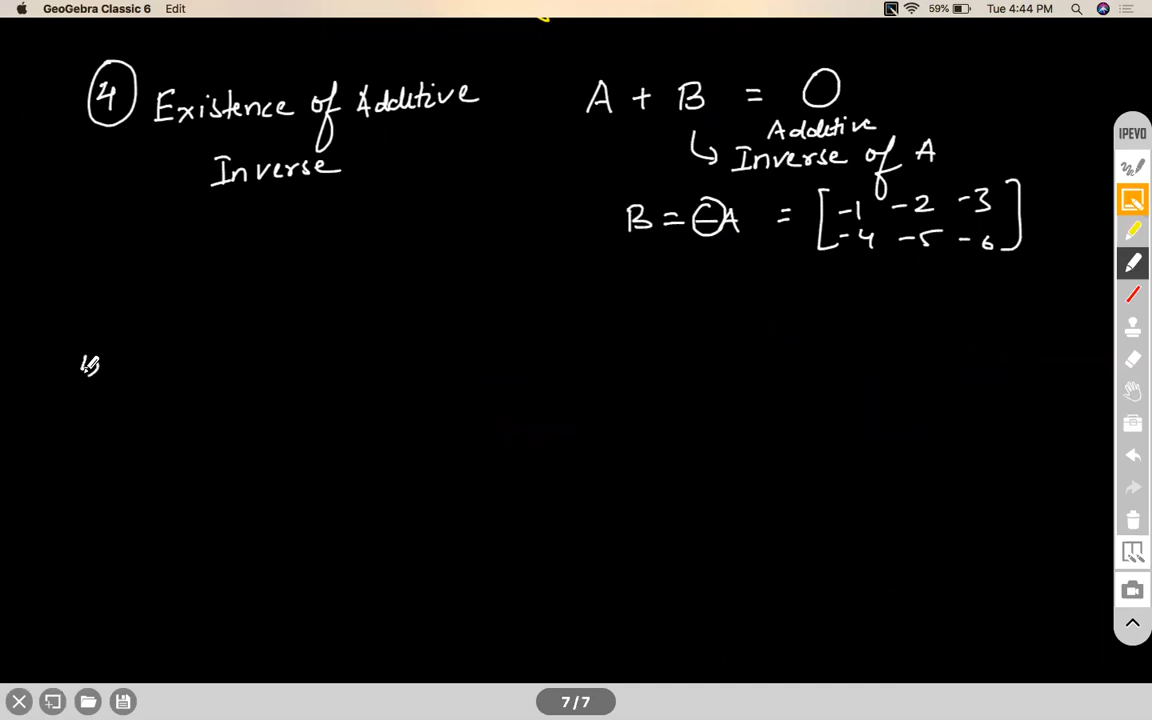 GeoGebra Classic 6 Edit 59% Tue 4:44 PM
④ Existence of Additive
Inverse
A + B = O
Additive
↳ Inverse of A
B = -A = [-1 -2 -3
-4 -5 -6]
IPEVO
7 / 7